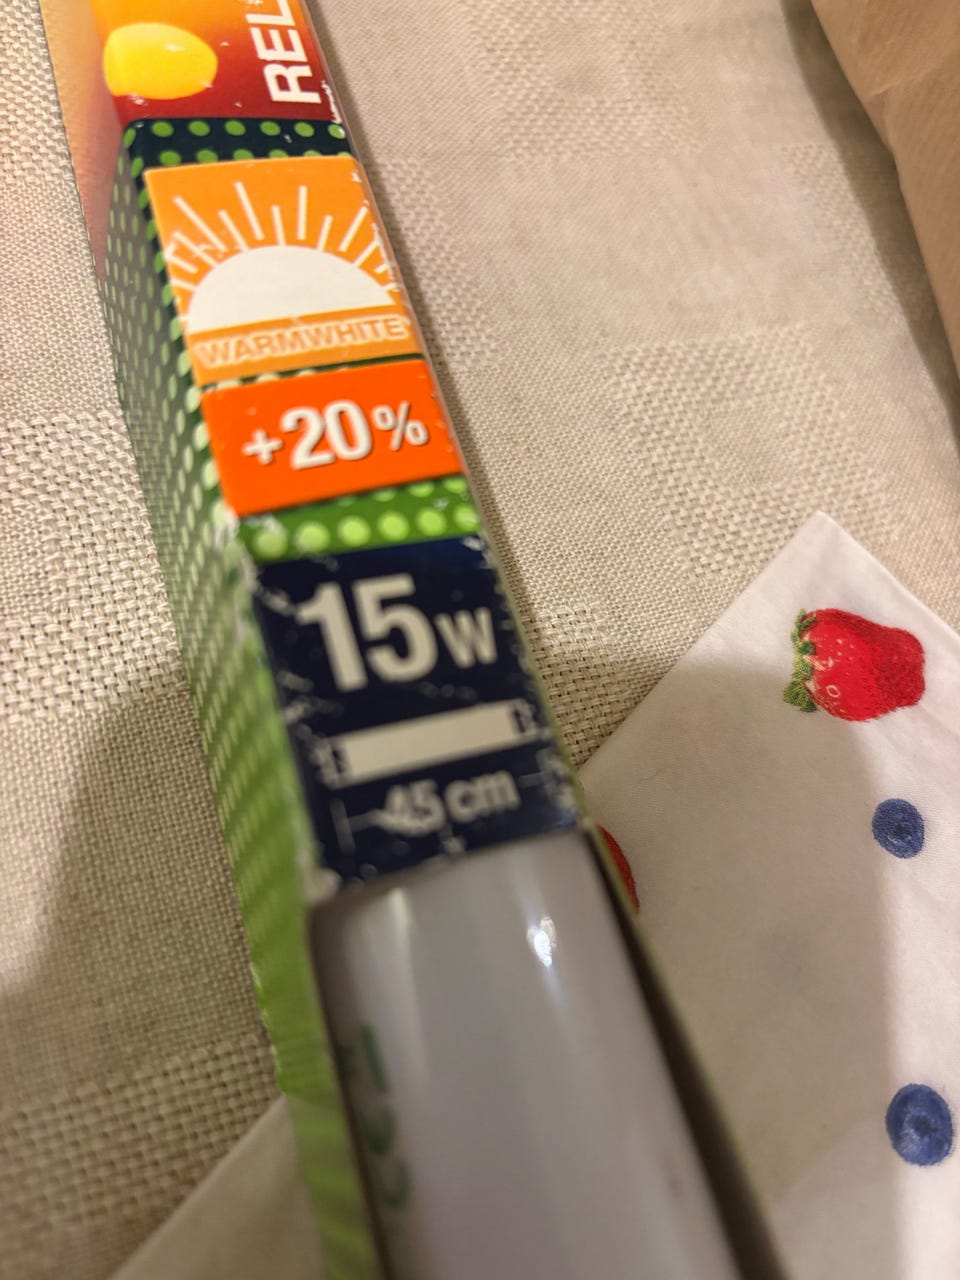 REL
WARMWHITE
+20%
15W
45 cm